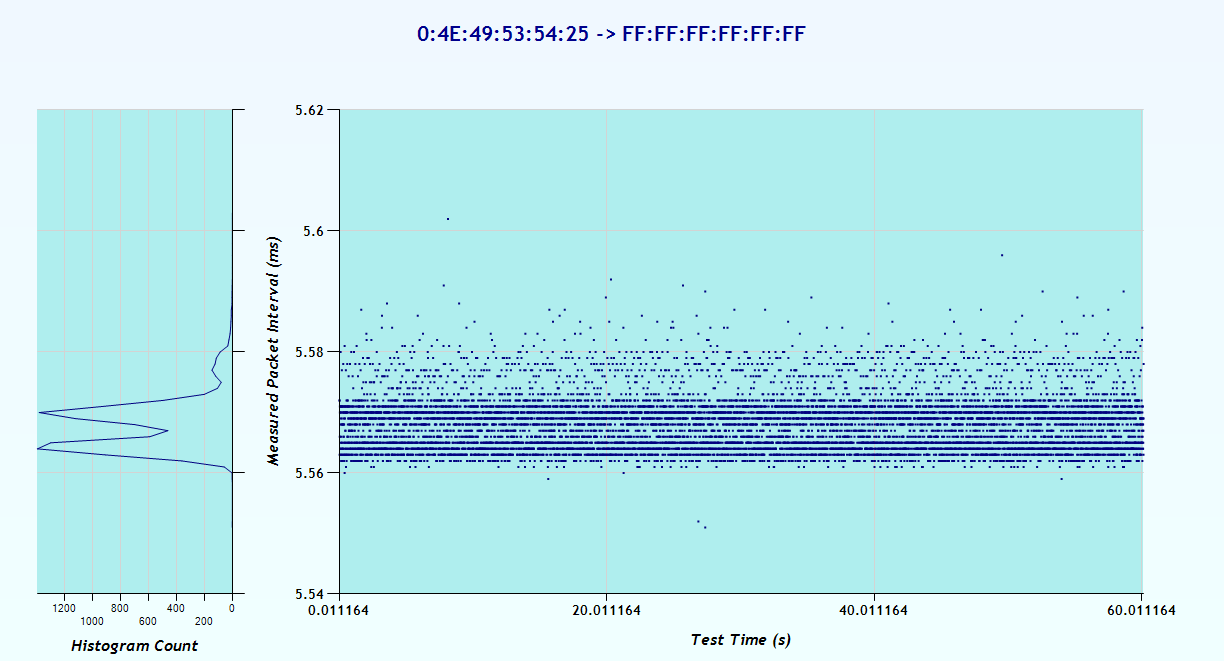 0:4E:49:53:54:25 -> FF:FF:FF:FF:FF:FF
5.62
5.6
5.58
5.56
5.54
Measured Packet Interval (ms)
1200 800 400 0
1000 600 200
Histogram Count
0.011164 20.011164 40.011164 60.011164
Test Time (s)